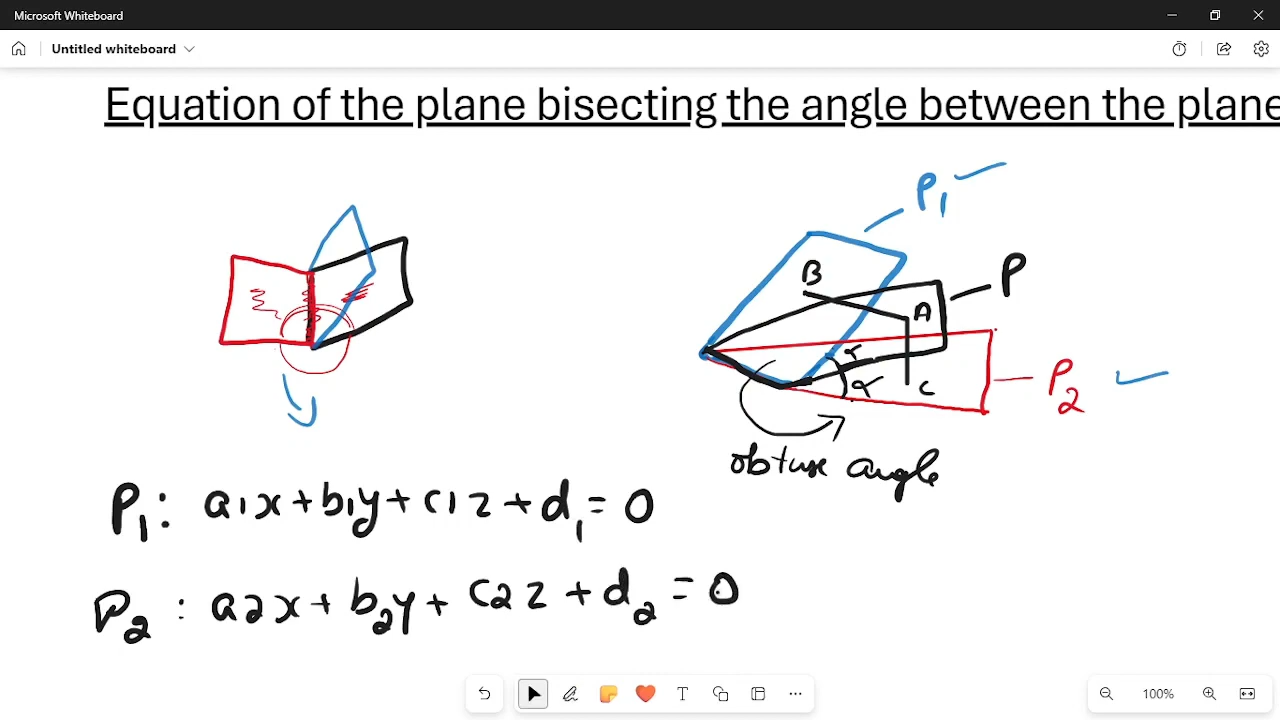 Microsoft Whiteboard
Untitled whiteboard
Equation of the plane bisecting the angle between the plane
P1
B
P
A
α
α
C
P2
obtuse angle
P1: a1x+b1y+c1z+d1=0
P2 : a2x+b2y+c2z+d2=0
T
100%